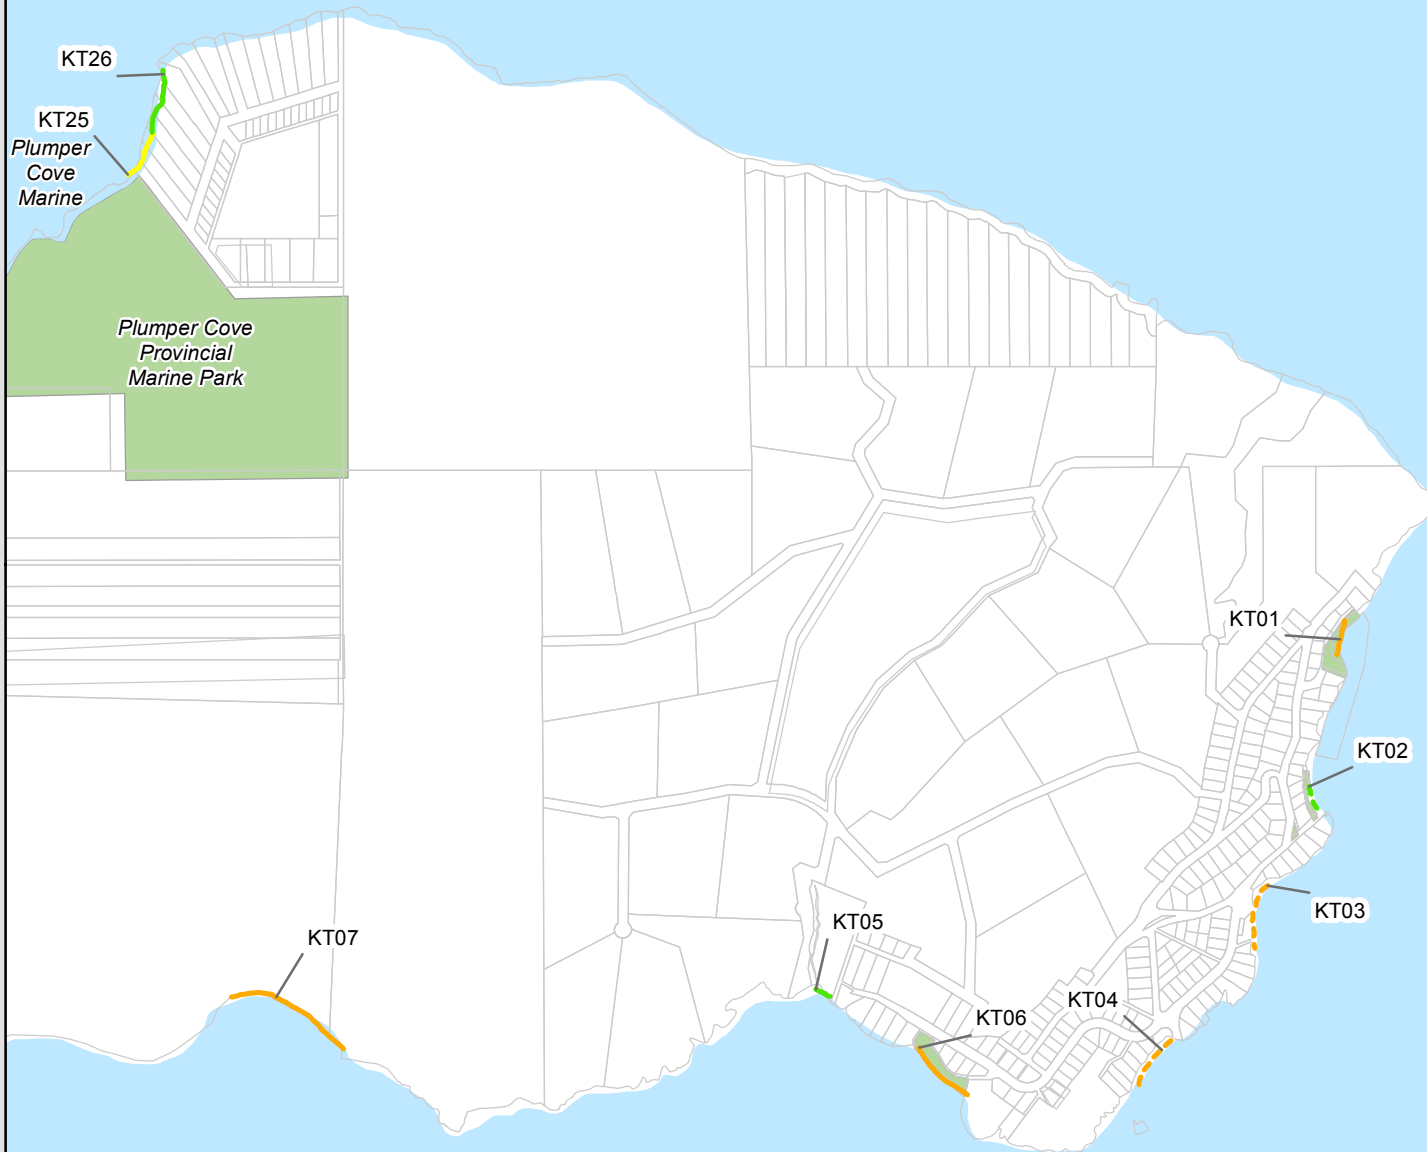 KT26
KT25
Plumper
Cove
Marine
Plumper Cove
Provincial
Marine Park
KT01
KT02
KT03
KT05
KT07
KT04
KT06